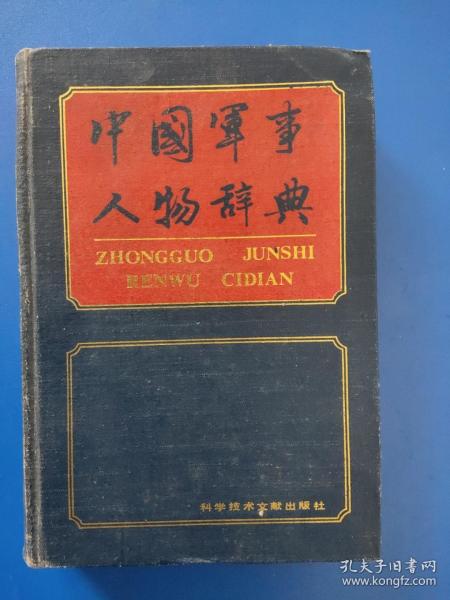 中國軍事
人物辞典
ZHONGGUO JUNSHI
RENWU CIDIAN
科学技术文献出版社
孔夫子旧书网
www.kongfz.com